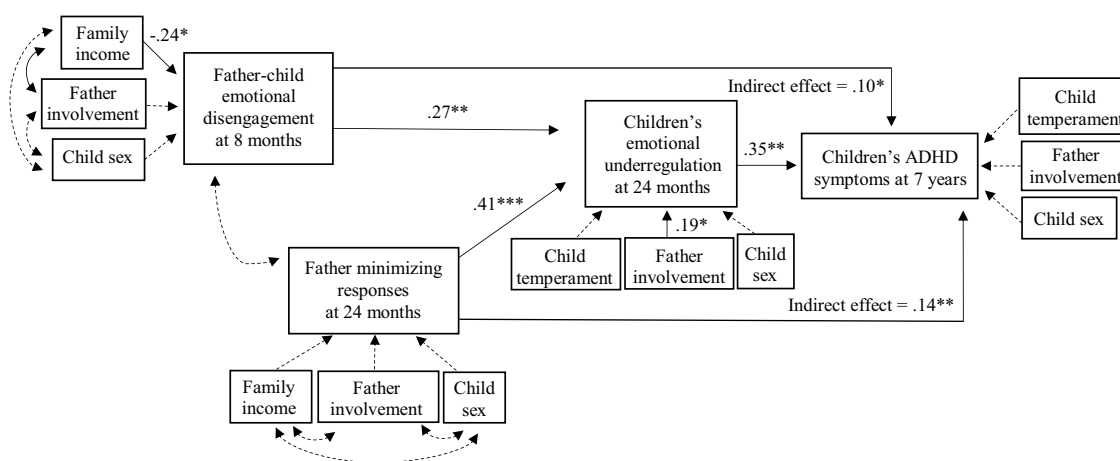 Family
income
-.24*
Father
involvement
Child sex
Father-child
emotional
disengagement
at 8 months
Indirect effect = .10*
.27**
Children's
emotional
underregulation
at 24 months
.35**
Children's ADHD
symptoms at 7 years
Child
temperament
Father
involvement
Child sex
.41***
.19*
Child
temperament
Father
involvement
Child
sex
Father minimizing
responses
at 24 months
Indirect effect = .14**
Family
income
Father
involvement
Child
sex